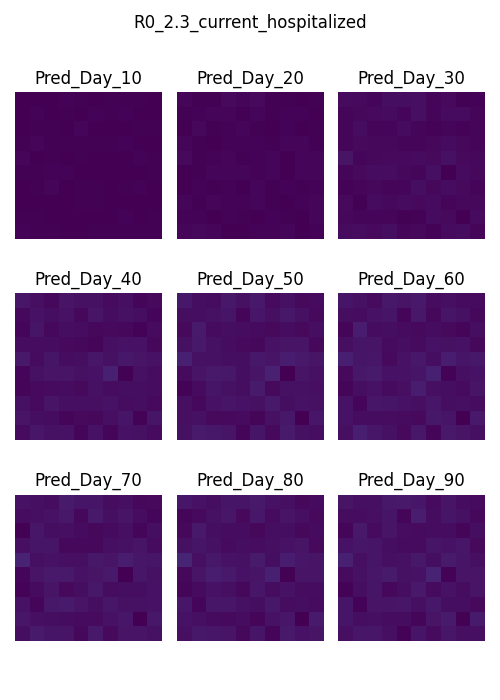 R0_2.3_current_hospitalized
Pred_Day_10 Pred_Day_20 Pred_Day_30
Pred_Day_40 Pred_Day_50 Pred_Day_60
Pred_Day_70 Pred_Day_80 Pred_Day_90